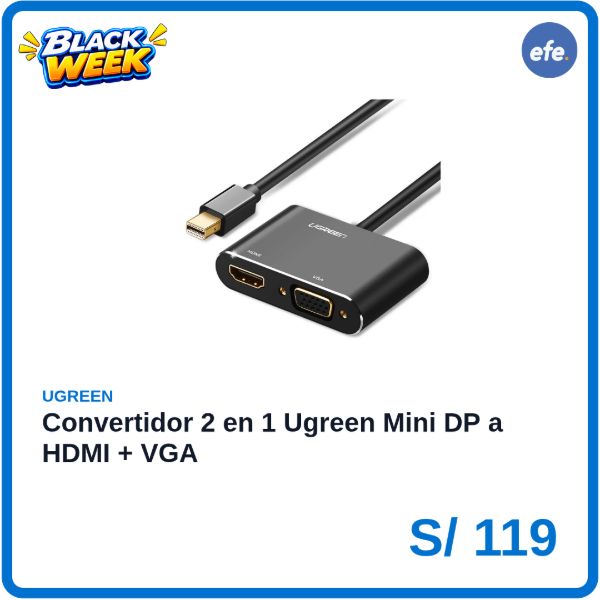 BLACK
WEEK
efe.
UGREEN
HDMI
VGA
UGREEN
Convertidor 2 en 1 Ugreen Mini DP a
HDMI + VGA
S/ 119